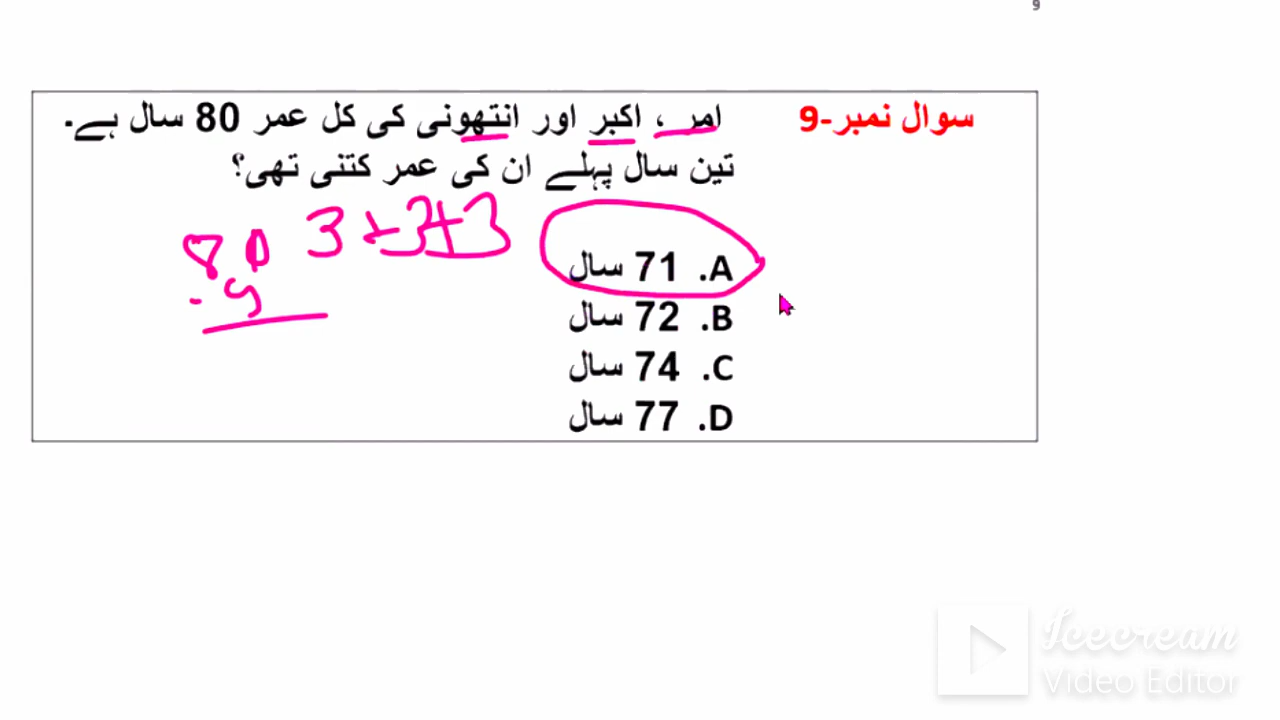 9
سوال نمبر-9 امر ، اکبر اور انتھونی کی کل عمر 80 سال ہے۔
تین سال پہلے ان کی عمر کتنی تھی؟
3+3+3
80
-9
A. 71 سال
B. 72 سال
C. 74 سال
D. 77 سال
Icecream
Video Editor